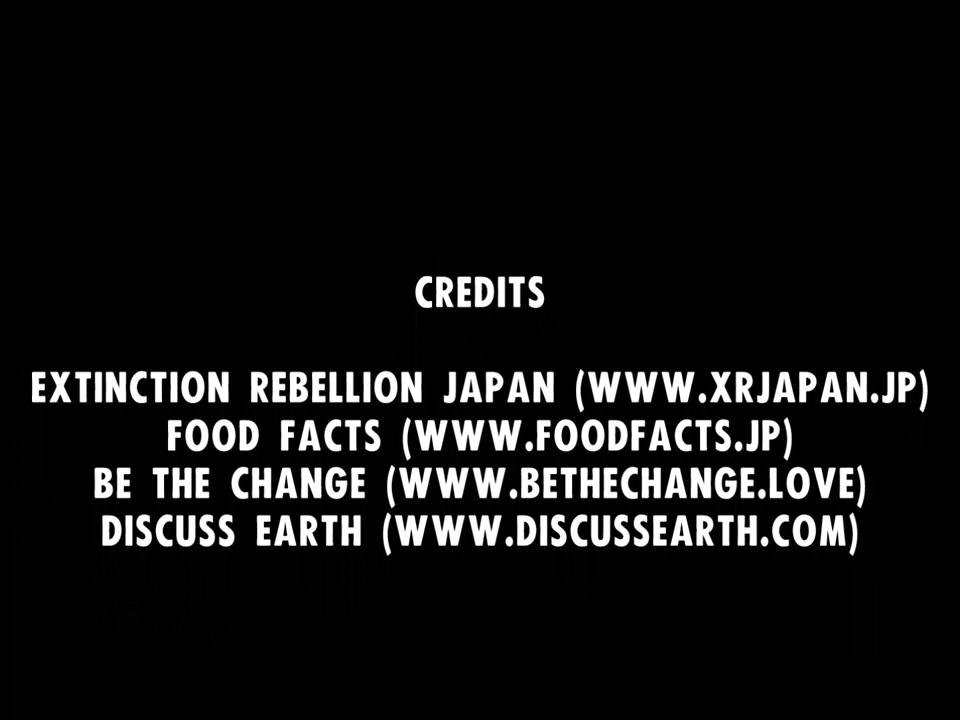 CREDITS
EXTINCTION REBELLION JAPAN (WWW.XRJAPAN.JP)
FOOD FACTS (WWW.FOODFACTS.JP)
BE THE CHANGE (WWW.BETHECHANGE.LOVE)
DISCUSS EARTH (WWW.DISCUSSEARTH.COM)